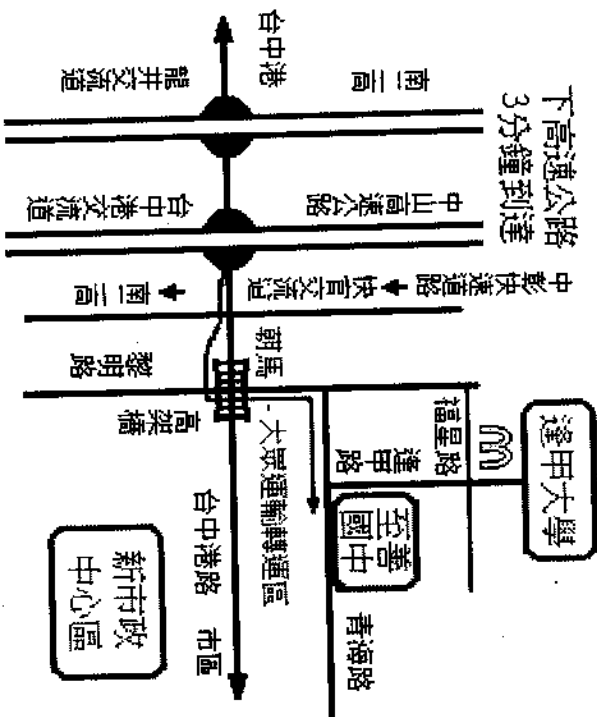 下高速公路
3分鐘到達
台中港
龍井交流道
南二高
台中港交流道
中山高速公路
南二高
快官交流道
中彰快速道路
黎明路
朝馬
高架橋
大眾運輸轉運區
台中港路
市區
福星路
逢甲路
逢甲大學
至善
國中
青海路
新市政
中心區